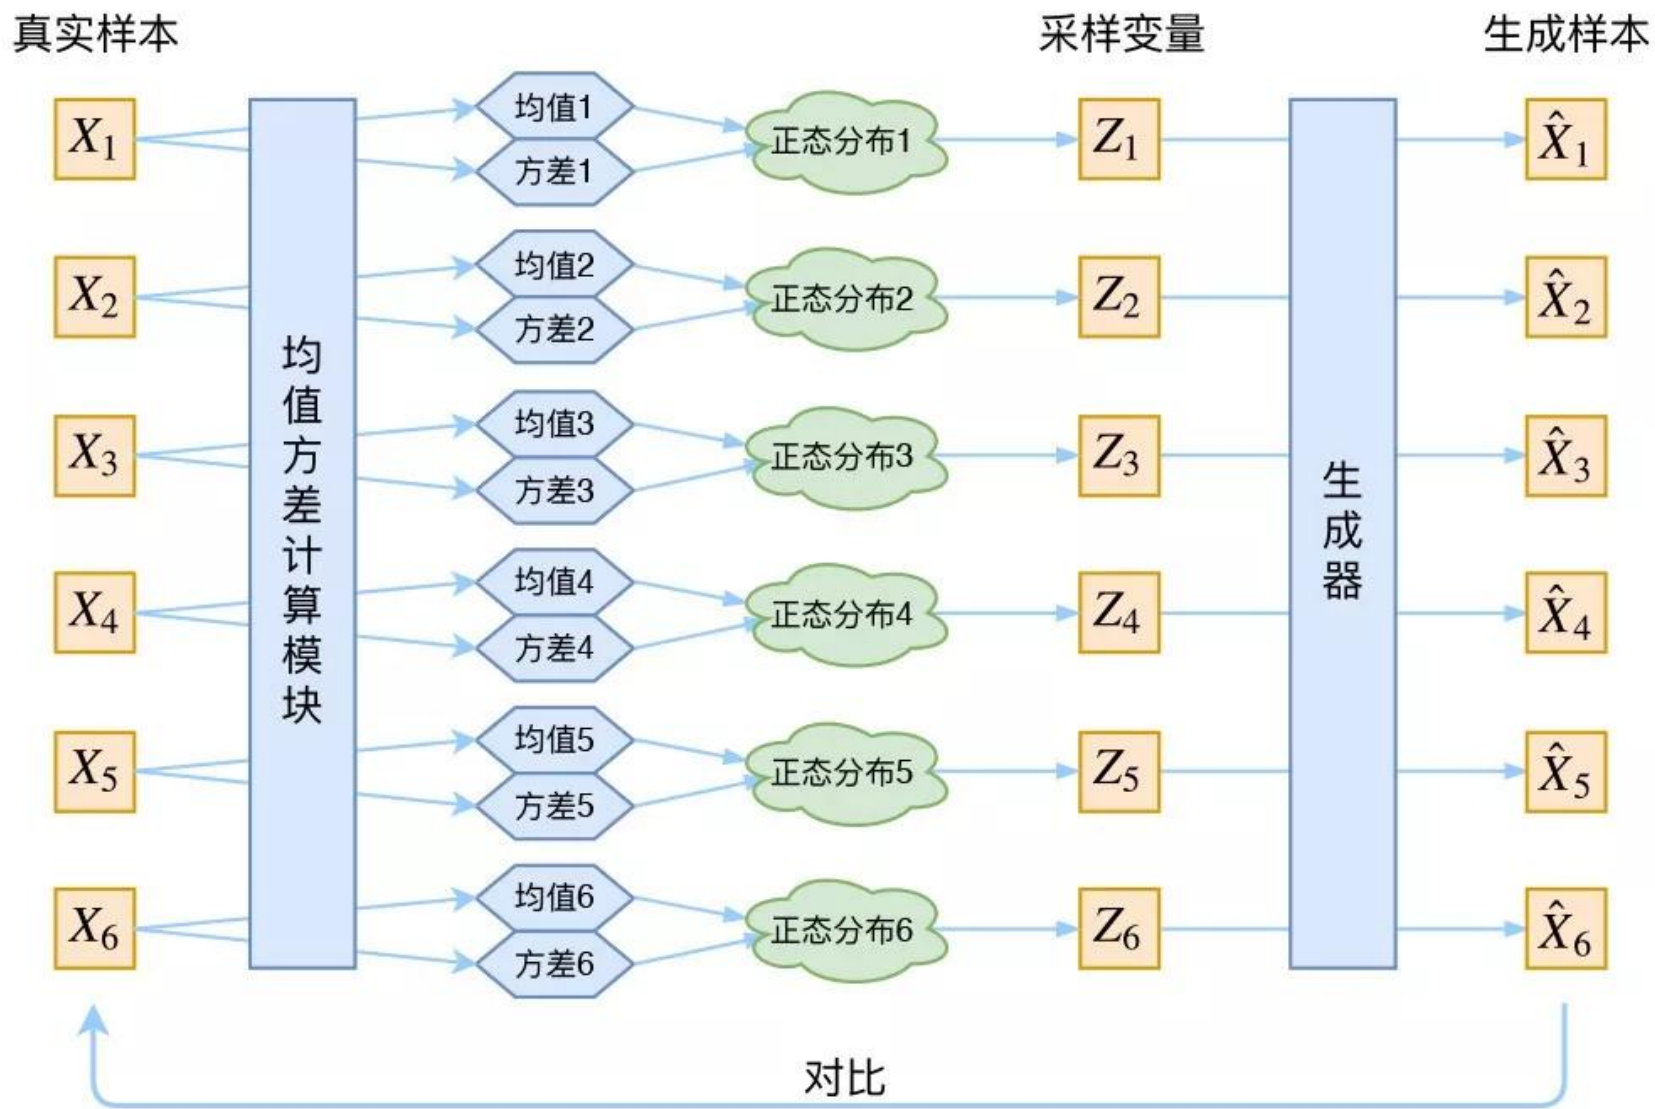 真实样本
采样变量
生成样本
X₁
均值1
方差1
正态分布1
Z₁
X̂₁
X₂
均值2
方差2
正态分布2
Z₂
X̂₂
X₃
均值3
方差3
正态分布3
Z₃
X̂₃
X₄
均值4
方差4
正态分布4
Z₄
X̂₄
X₅
均值5
方差5
正态分布5
Z₅
X̂₅
X₆
均值6
方差6
正态分布6
Z₆
X̂₆
均值方差计算模块
生成器
对比